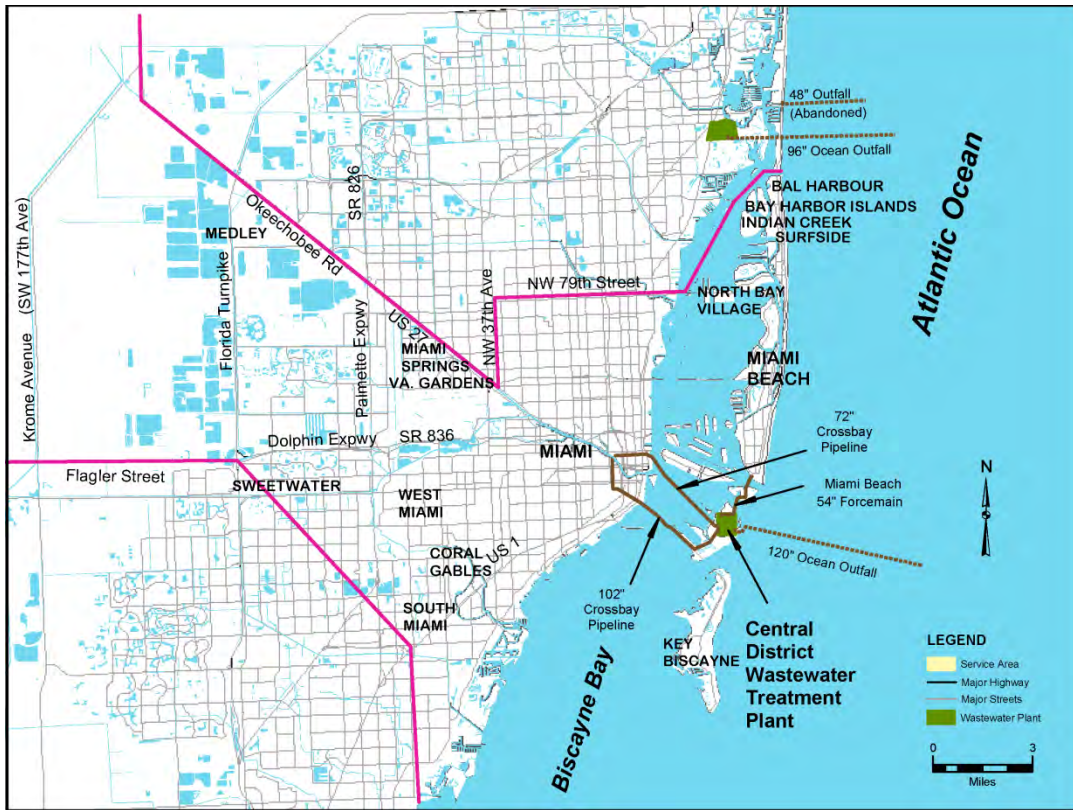 48" Outfall
(Abandoned)
96" Ocean Outfall
Atlantic Ocean
BAL HARBOUR
BAY HARBOR ISLANDS
INDIAN CREEK
SURFSIDE
Krome Avenue (SW 177th Ave)
MEDLEY
Okeechobee Rd
SR 826
Florida Turnpike
NW 37th Ave
NW 79th Street
NORTH BAY
VILLAGE
US 27
Palmetto Expwy
MIAMI
SPRINGS
VA. GARDENS
MIAMI
BEACH
72"
Crossbay
Pipeline
Dolphin Expwy
SR 836
MIAMI
Flagler Street
SWEETWATER
WEST
MIAMI
Miami Beach
54" Forcemain
N
CORAL
GABLES
US 1
120" Ocean Outfall
102"
Crossbay
Pipeline
SOUTH
MIAMI
KEY
BISCAYNE
Biscayne Bay
Central
District
Wastewater
Treatment
Plant
LEGEND
Service Area
Major Highway
Major Streets
Wastewater Plant
0 3
Miles